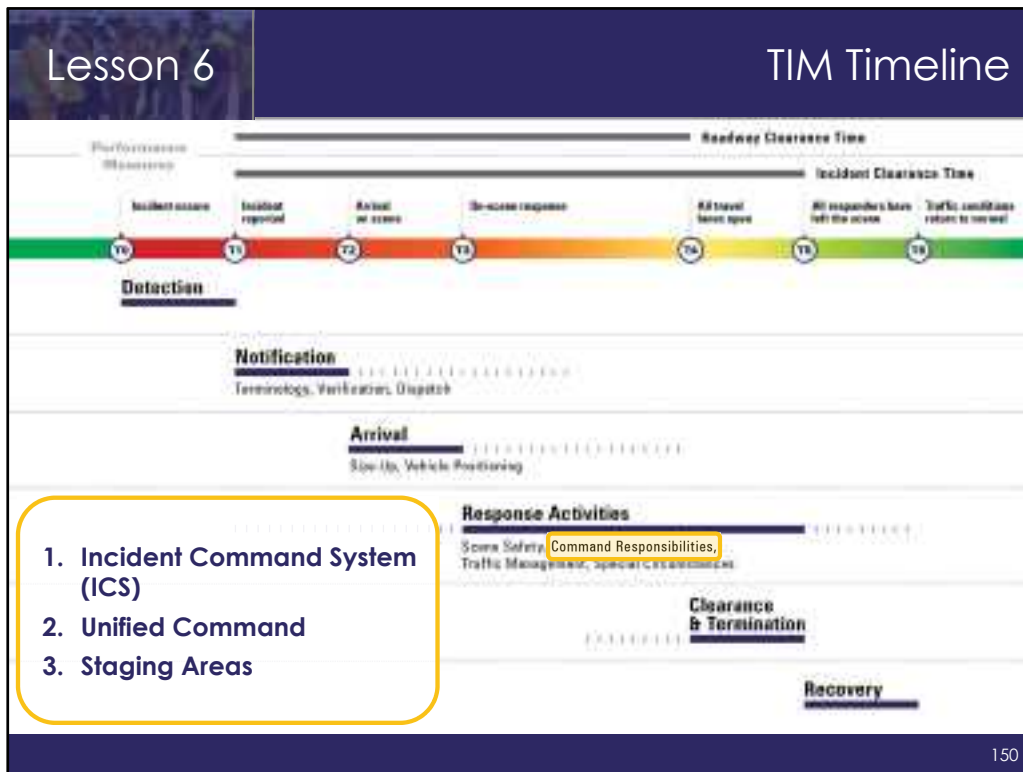 Lesson 6
TIM Timeline
Performance
Measures
Roadway Clearance Time
Incident Clearance Time
Incident occurs
Incident
reported
Arrival
on scene
On-scene response
All travel
lanes open
All responders have
left the scene
Traffic conditions
return to normal
T0
T1
T2
T3
T4
T5
T6
Detection
Notification
Terminology, Verification, Dispatch
Arrival
Size-Up, Vehicle Positioning
Response Activities
Scene Safety, Command Responsibilities,
Traffic Management, Special Circumstances
Clearance
& Termination
Recovery
1. Incident Command System
(ICS)
2. Unified Command
3. Staging Areas
150